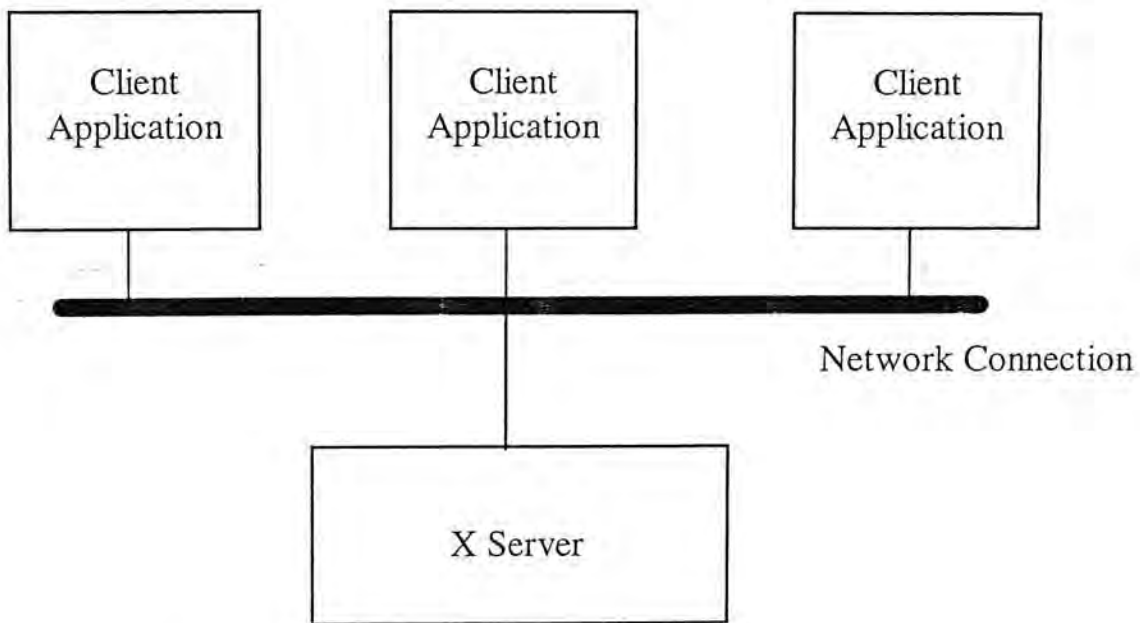 Client
Application
Client
Application
Client
Application
Network Connection
X Server